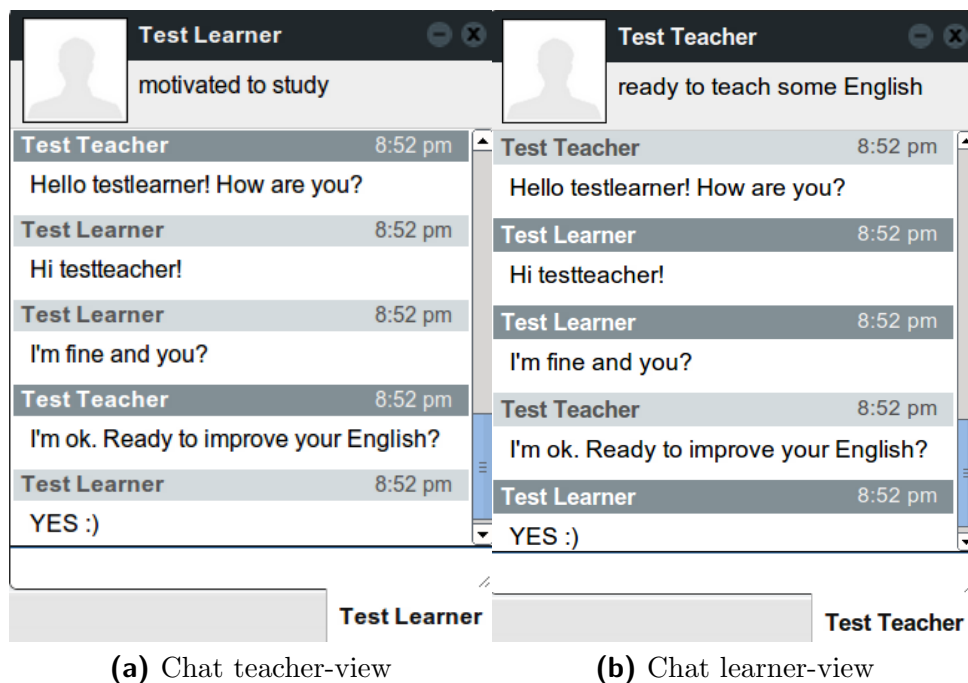 Test Learner
motivated to study
Test Teacher 8:52 pm
Hello testlearner! How are you?
Test Learner 8:52 pm
Hi testteacher!
Test Learner 8:52 pm
I'm fine and you?
Test Teacher 8:52 pm
I'm ok. Ready to improve your English?
Test Learner 8:52 pm
YES :)
Test Learner
(a) Chat teacher-view
Test Teacher
ready to teach some English
Test Teacher 8:52 pm
Hello testlearner! How are you?
Test Learner 8:52 pm
Hi testteacher!
Test Learner 8:52 pm
I'm fine and you?
Test Teacher 8:52 pm
I'm ok. Ready to improve your English?
Test Learner 8:52 pm
YES :)
Test Teacher
(b) Chat learner-view